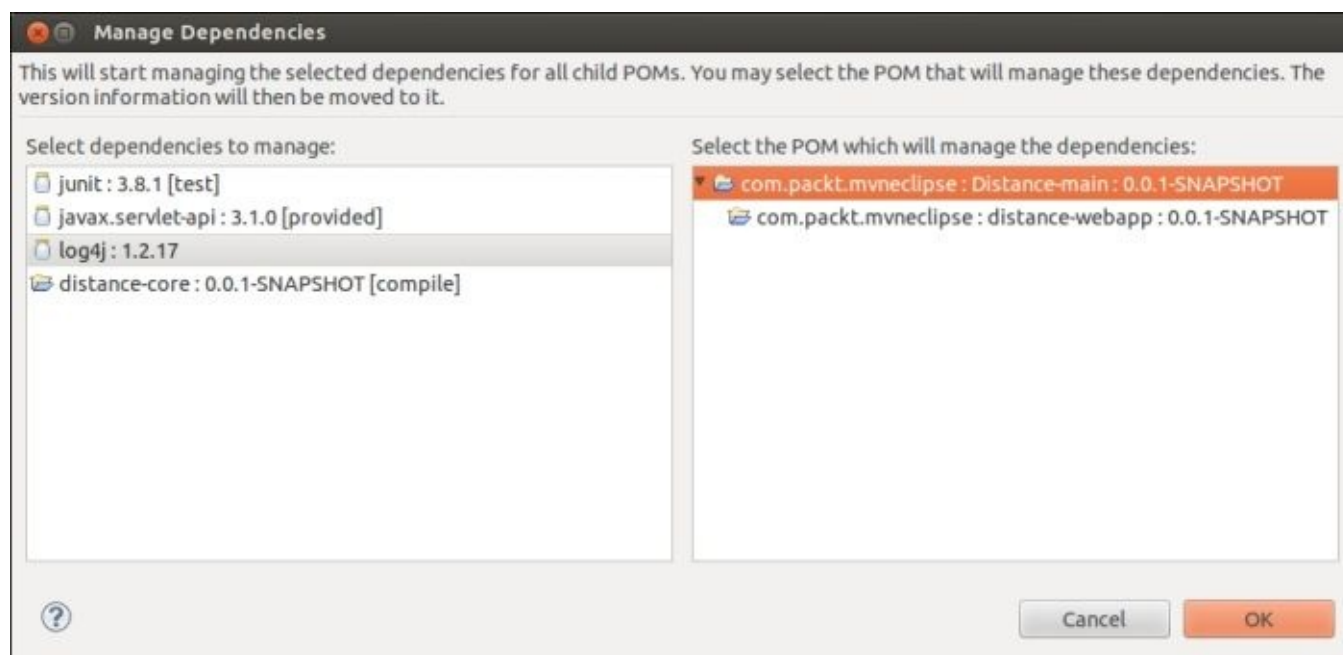 Manage Dependencies
This will start managing the selected dependencies for all child POMs. You may select the POM that will manage these dependencies. The
version information will then be moved to it.
Select dependencies to manage:
junit : 3.8.1 [test]
javax.servlet-api : 3.1.0 [provided]
log4j : 1.2.17
distance-core : 0.0.1-SNAPSHOT [compile]
Select the POM which will manage the dependencies:
com.packt.mvneclipse : Distance-main : 0.0.1-SNAPSHOT
com.packt.mvneclipse : distance-webapp : 0.0.1-SNAPSHOT
?
Cancel
OK